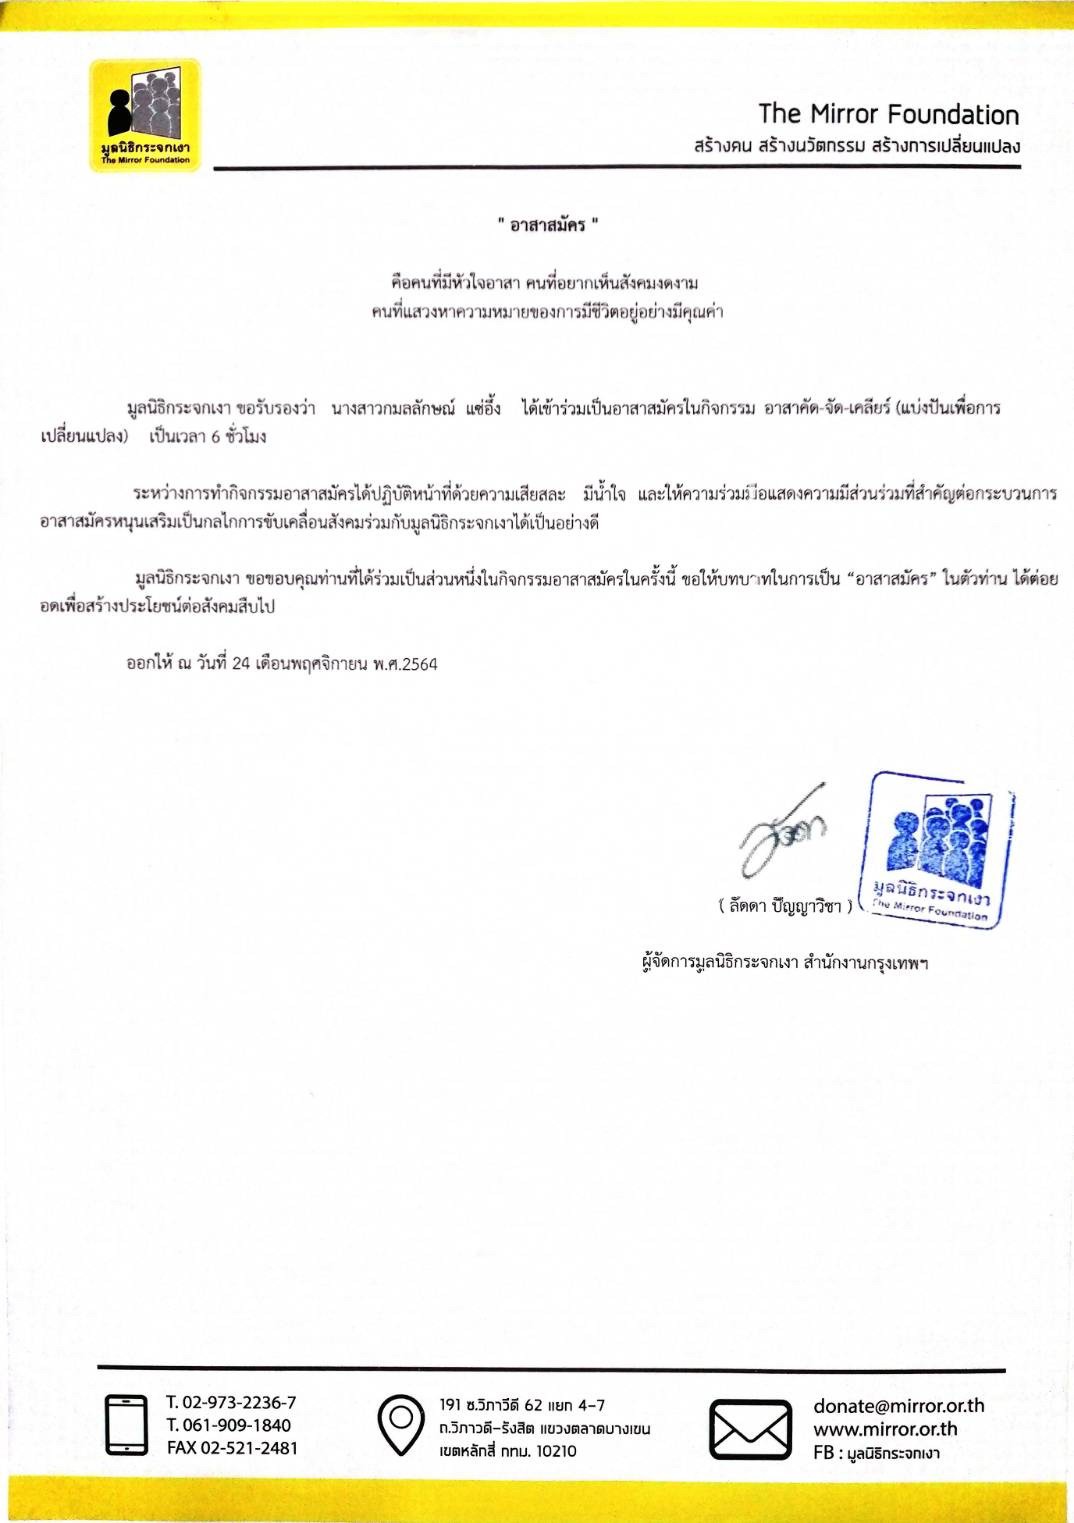 มูลนิธิกระจกเงา
The Mirror Foundation
The Mirror Foundation
สร้างคน สร้างนวัตกรรม สร้างการเปลี่ยนแปลง
" อาสาสมัคร "
คือคนที่มีหัวใจอาสา คนที่อยากเห็นสังคมงดงาม
คนที่แสวงหาความหมายของการมีชีวิตอยู่อย่างมีคุณค่า
มูลนิธิกระจกเงา ขอรับรองว่า นางสาวกมลลักษณ์ แซ่อึ้ง ได้เข้าร่วมเป็นอาสาสมัครในกิจกรรม อาสาคัด-จัด-เคลียร์ (แบ่งปันเพื่อการ
เปลี่ยนแปลง) เป็นเวลา 6 ชั่วโมง
ระหว่างการทำกิจกรรมอาสาสมัครได้ปฏิบัติหน้าที่ด้วยความเสียสละ มีน้ำใจ และให้ความร่วมมือแสดงความมีส่วนร่วมที่สำคัญต่อกระบวนการ
อาสาสมัครหนุนเสริมเป็นกลไกการขับเคลื่อนสังคมร่วมกับมูลนิธิกระจกเงาได้เป็นอย่างดี
มูลนิธิกระจกเงา ขอขอบคุณท่านที่ได้ร่วมเป็นส่วนหนึ่งในกิจกรรมอาสาสมัครในครั้งนี้ ขอให้บทบาทในการเป็น “อาสาสมัคร” ในตัวท่าน ได้ต่อย
อดเพื่อสร้างประโยชน์ต่อสังคมสืบไป
ออกให้ ณ วันที่ 24 เดือนพฤศจิกายน พ.ศ.2564
ลัดดา
มูลนิธิกระจกเงา
The Mirror Foundation
( ลัดดา ปัญญาวิชา )
ผู้จัดการมูลนิธิกระจกเงา สำนักงานกรุงเทพฯ
T. 02-973-2236-7
T. 061-909-1840
FAX 02-521-2481
191 ซ.วิภาวีดี 62 แยก 4-7
ถ.วิภาวดี-รังสิต แขวงตลาดบางเขน
เขตหลักสี่ กทม. 10210
donate@mirror.or.th
www.mirror.or.th
FB : มูลนิธิกระจกเงา